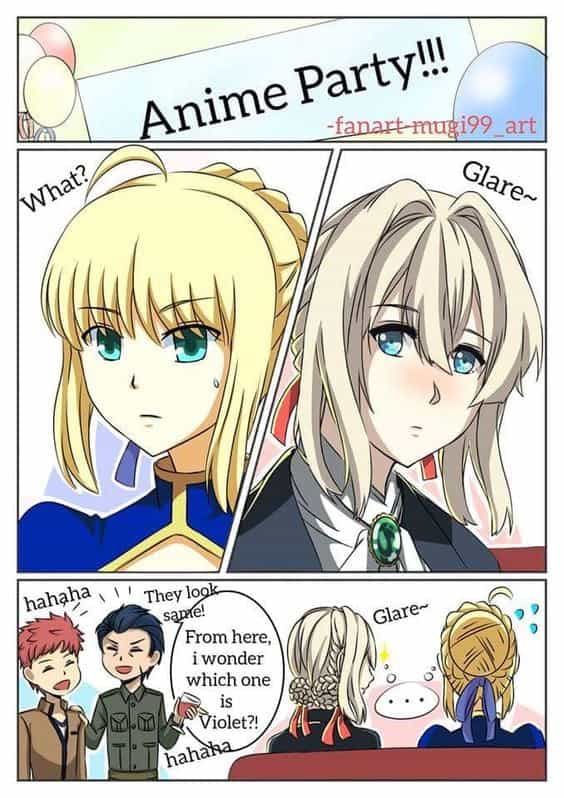 Anime Party!!!
-fanart-mugi99_art
What?
Glare~
hahaha
They look
same!
From here,
i wonder
which one
is
Violet?!
hahaha
Glare~
...